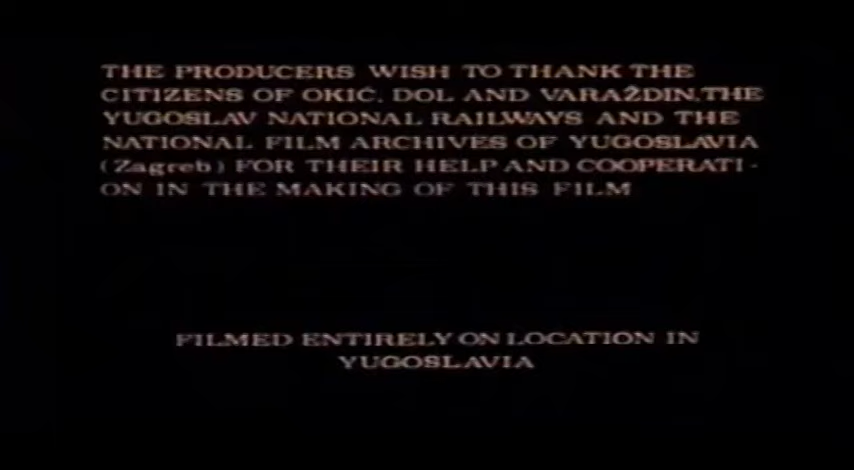 THE PRODUCERS WISH TO THANK THE
CITIZENS OF OKIĆ, DOL AND VARAŽDIN,THE
YUGOSLAV NATIONAL RAILWAYS AND THE
NATIONAL FILM ARCHIVES OF YUGOSLAVIA
(Zagreb) FOR THEIR HELP AND COOPERATI-
ON IN THE MAKING OF THIS FILM
FILMED ENTIRELY ON LOCATION IN
YUGOSLAVIA